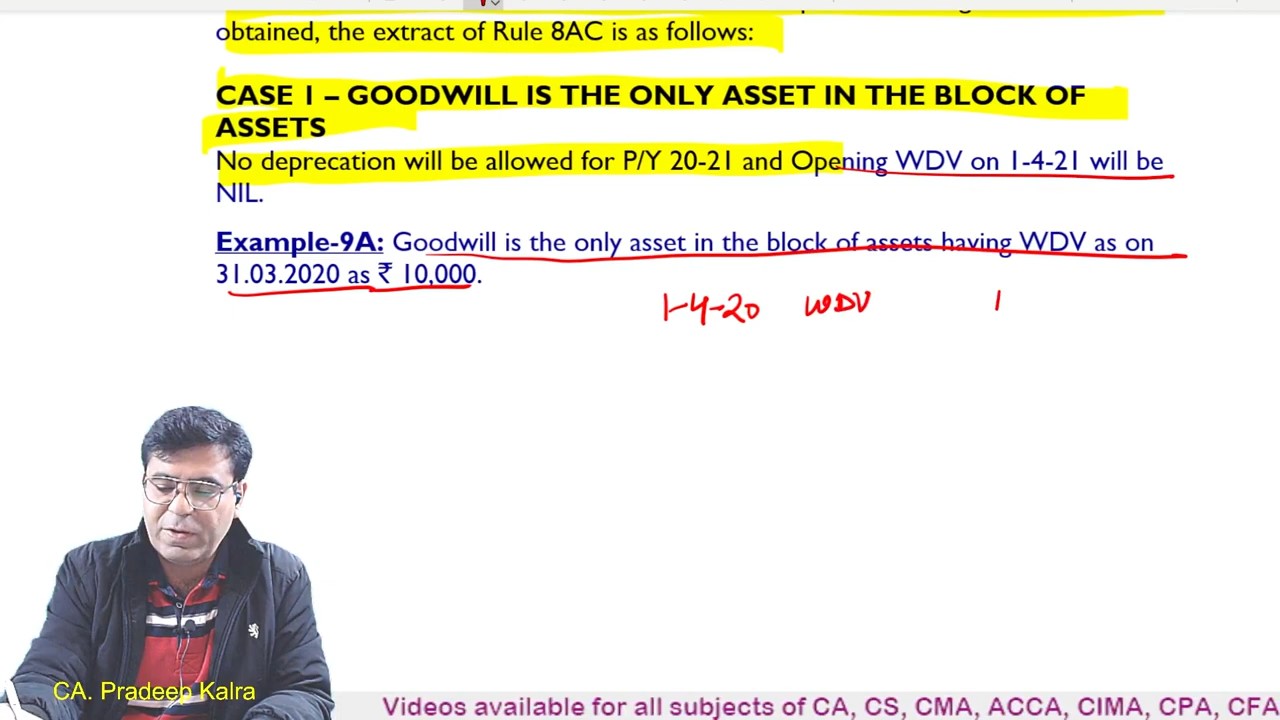 obtained, the extract of Rule 8AC is as follows:
CASE 1 – GOODWILL IS THE ONLY ASSET IN THE BLOCK OF
ASSETS
No deprecation will be allowed for P/Y 20-21 and Opening WDV on 1-4-21 will be
NIL.
Example-9A: Goodwill is the only asset in the block of assets having WDV as on
31.03.2020 as ₹ 10,000.
1-4-20 WDV 1
CA. Pradeep Kalra
Videos available for all subjects of CA, CS, CMA, ACCA, CIMA, CPA, CFA